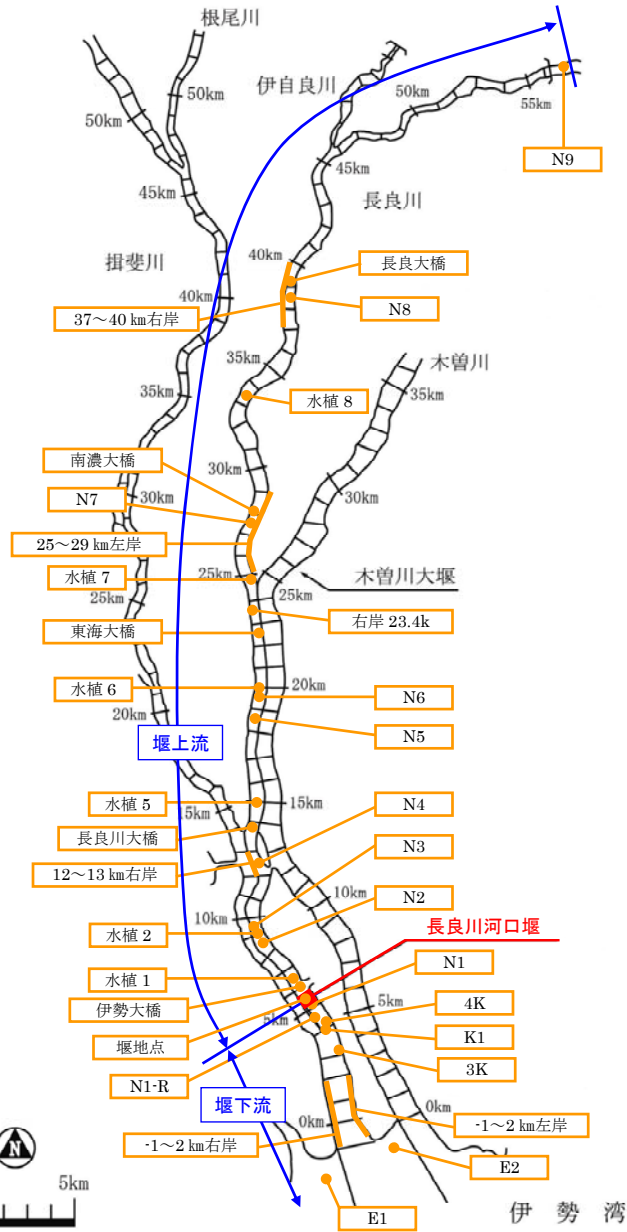 根尾川
伊自良川
50km
50km
50km
55km
N9
45km
45km
長良川
揖斐川
40km
長良大橋
40km
N8
37～40 km右岸
35km
木曽川
35km
35km
水植 8
南濃大橋
30km
30km
30km
N7
25～29 km左岸
25km
木曽川大堰
水植 7
25km
25km
右岸 23.4k
東海大橋
水植 6
20km
N6
20km
N5
堰上流
水植 5
15km
15km
N4
長良川大橋
N3
12～13 km右岸
10km
N2
10km
水植 2
長良川河口堰
水植 1
N1
伊勢大橋
5km
4K
5km
堰地点
K1
3K
N1-R
堰下流
0km
0km
-1～2 km左岸
-1～2 km右岸
E2
N
5km
E1
伊 勢 湾